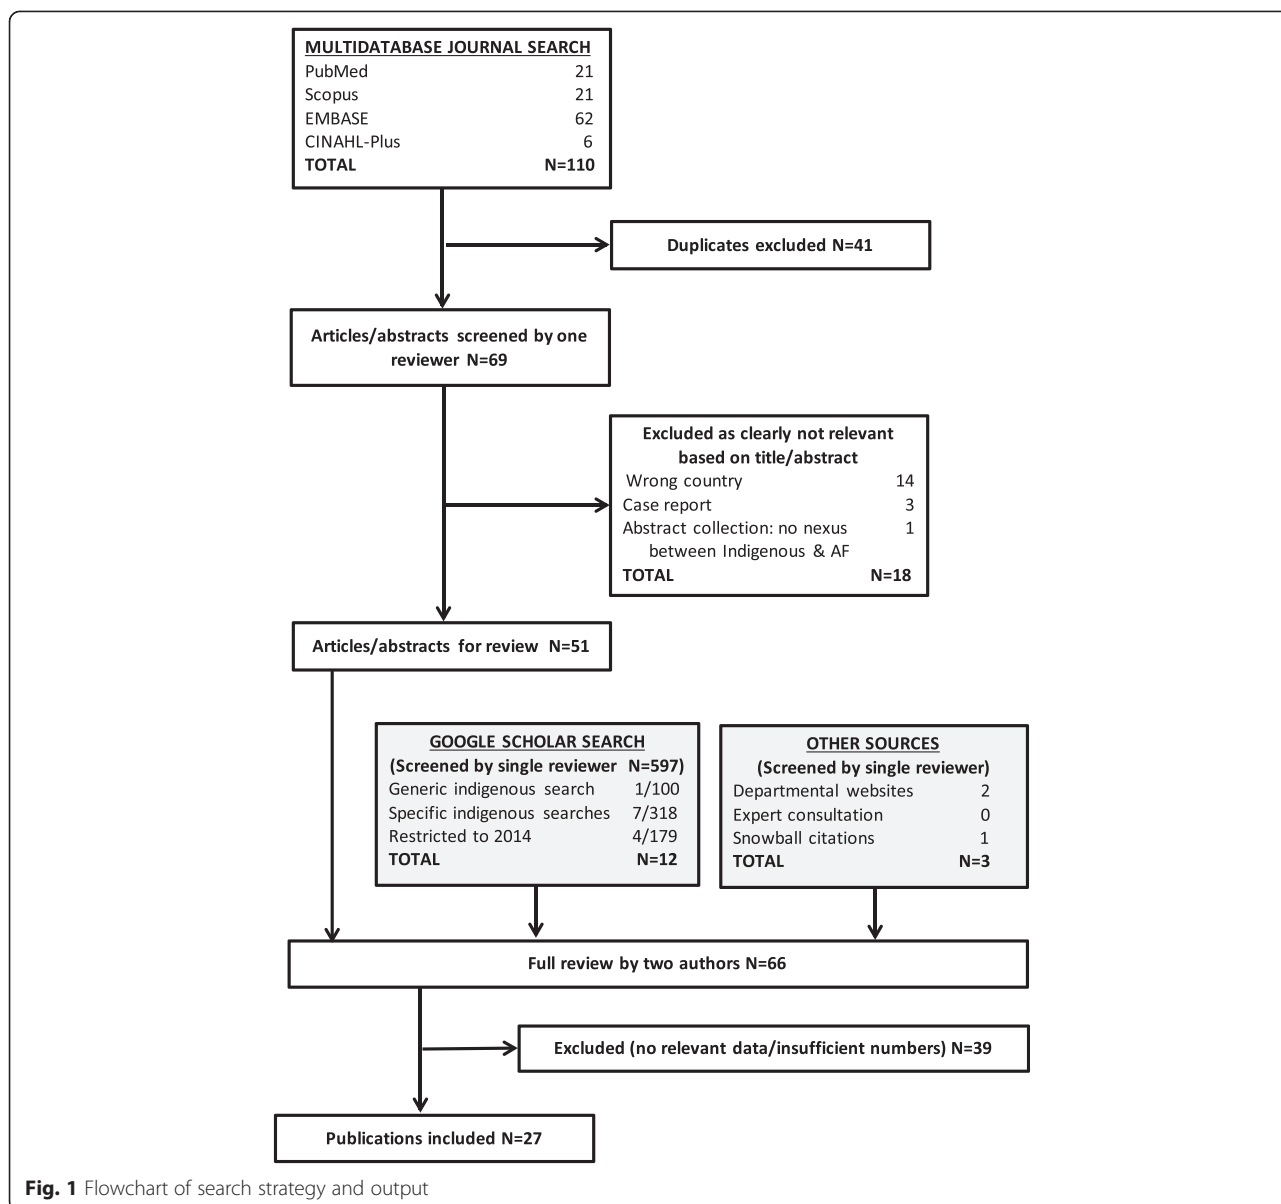 MULTIDATABASE JOURNAL SEARCH
PubMed 21
Scopus 21
EMBASE 62
CINAHL-Plus 6
TOTAL N=110
Duplicates excluded N=41
Articles/abstracts screened by one
reviewer N=69
Excluded as clearly not relevant
based on title/abstract
Wrong country 14
Case report 3
Abstract collection: no nexus 1
between Indigenous & AF
TOTAL N=18
Articles/abstracts for review N=51
GOOGLE SCHOLAR SEARCH
(Screened by single reviewer N=597)
Generic indigenous search 1/100
Specific indigenous searches 7/318
Restricted to 2014 4/179
TOTAL N=12
OTHER SOURCES
(Screened by single reviewer)
Departmental websites 2
Expert consultation 0
Snowball citations 1
TOTAL N=3
Full review by two authors N=66
Excluded (no relevant data/insufficient numbers) N=39
Publications included N=27
Fig. 1 Flowchart of search strategy and output